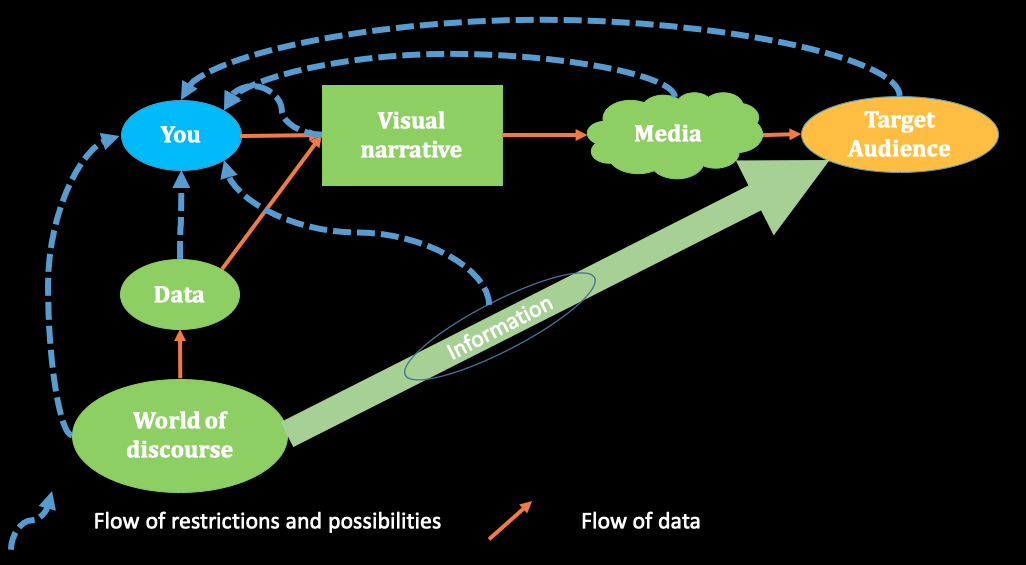 You
Visual
narrative
Media
Target
Audience
Data
Information
World of
discourse
Flow of restrictions and possibilities
Flow of data